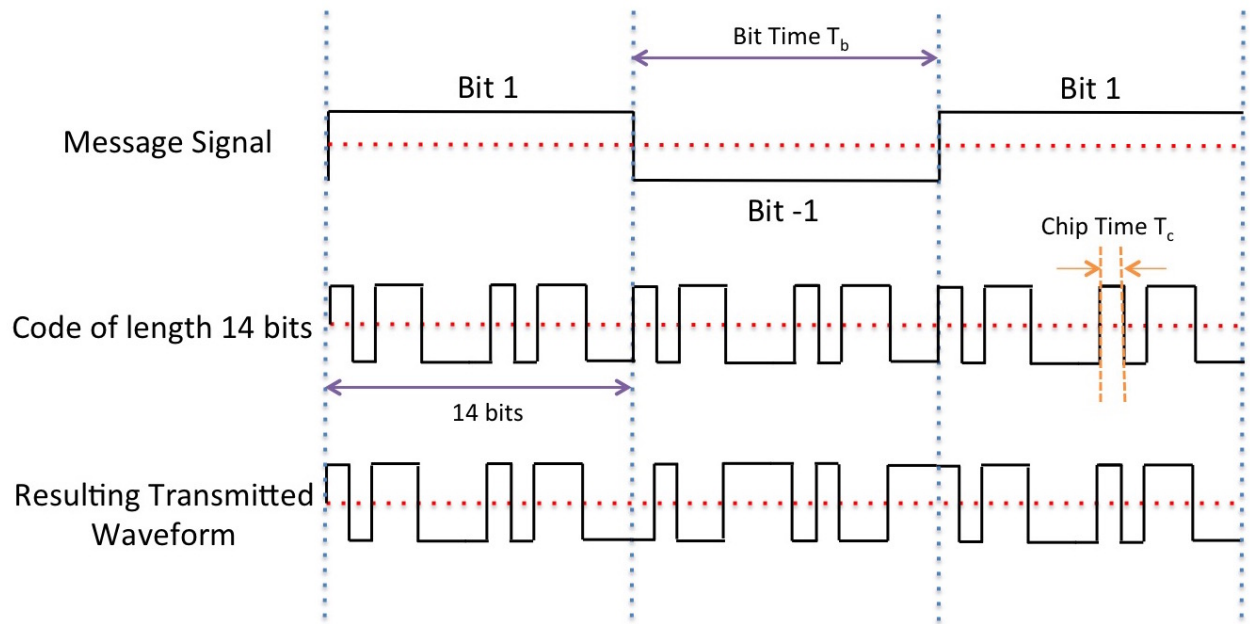 Bit Time Tb
Bit 1
Bit 1
Message Signal
Bit -1
Chip Time Tc
Code of length 14 bits
14 bits
Resulting Transmitted
Waveform